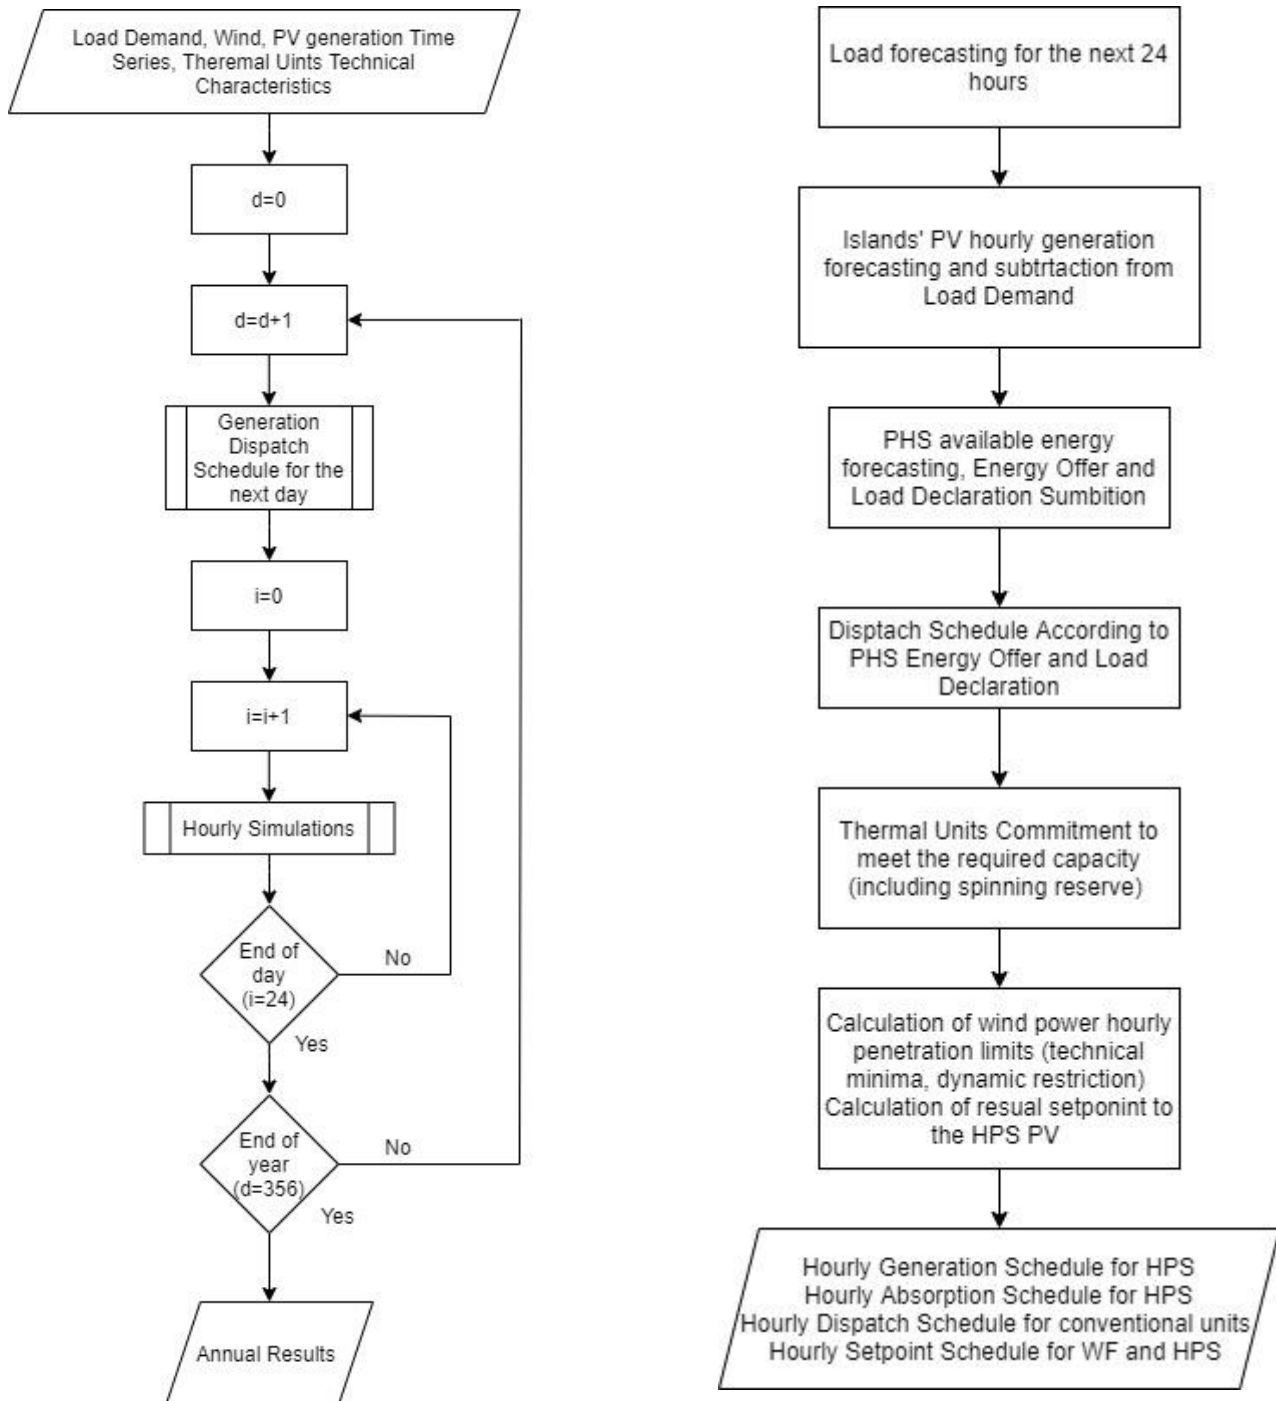 Load Demand, Wind, PV generation Time
Series, Theremal Uints Technical
Characteristics
d=0
d=d+1
Generation
Dispatch
Schedule for the
next day
i=0
i=i+1
Hourly Simulations
End of
day
(i=24)
No
Yes
End of
year
(d=356)
No
Yes
Annual Results
Load forecasting for the next 24
hours
Islands' PV hourly generation
forecasting and subtrtaction from
Load Demand
PHS available energy
forecasting, Energy Offer and
Load Declaration Sumbition
Disptach Schedule According to
PHS Energy Offer and Load
Declaration
Thermal Units Commitment to
meet the required capacity
(including spinning reserve)
Calculation of wind power hourly
penetration limits (technical
minima, dynamic restriction)
Calculation of resual setponint to
the HPS PV
Hourly Generation Schedule for HPS
Hourly Absorption Schedule for HPS
Hourly Dispatch Schedule for conventional units
Hourly Setpoint Schedule for WF and HPS